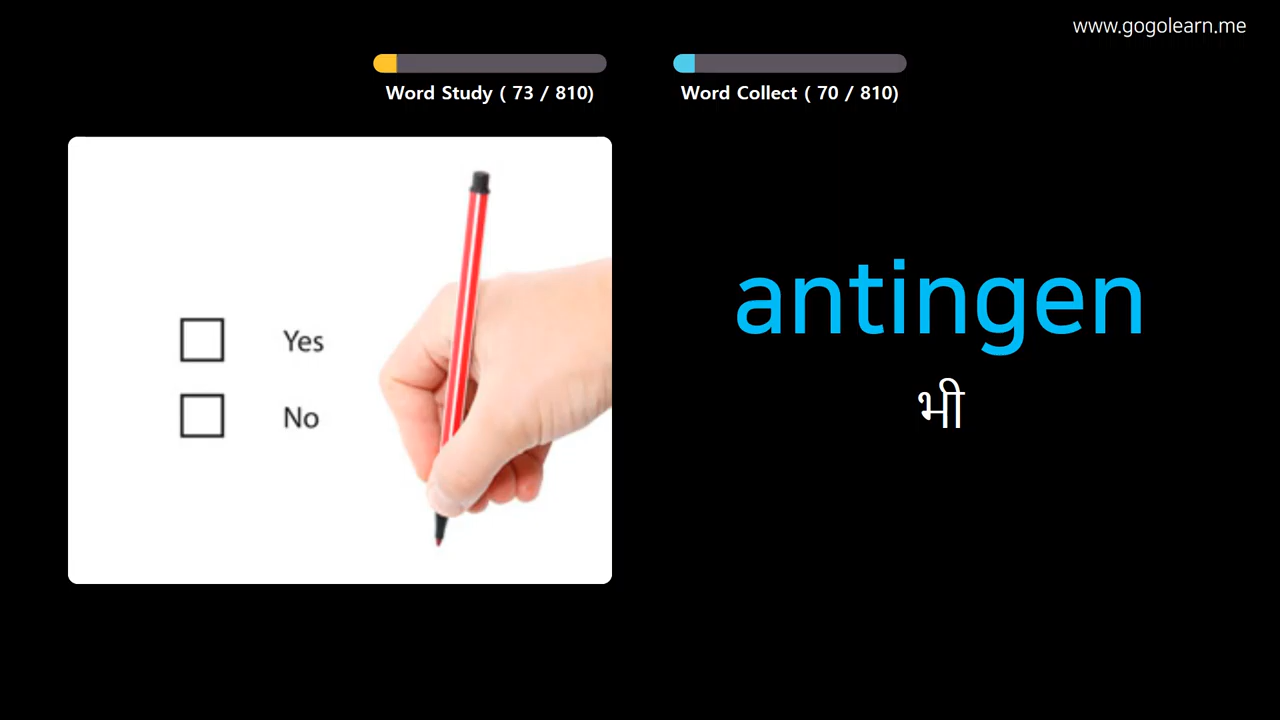 www.gogolearn.me
Word Study ( 73 / 810)
Word Collect ( 70 / 810)
Yes
No
antingen
भी